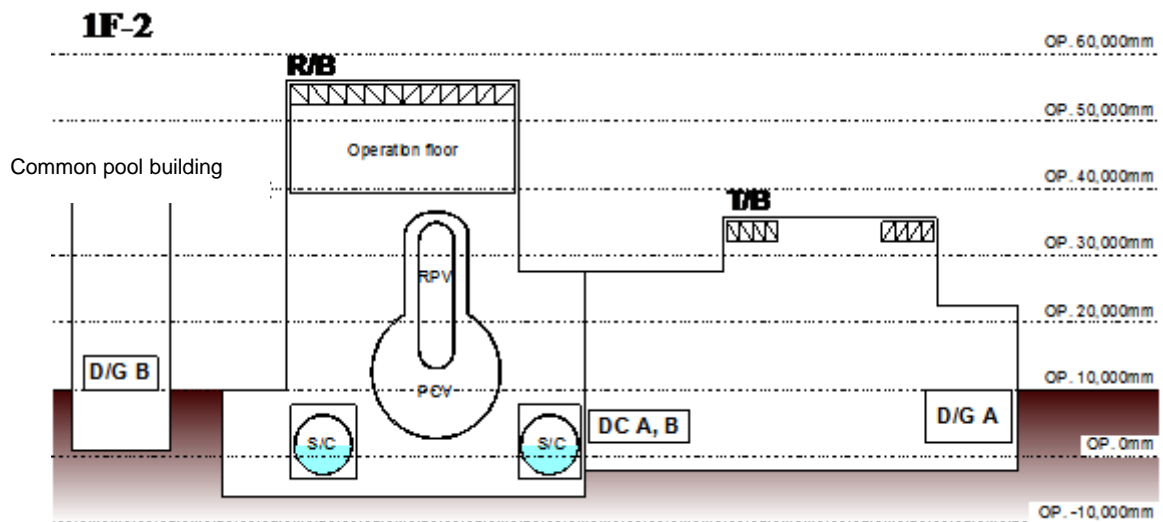 1F-2
OP. 60,000mm
R/B
OP. 50,000mm
Operation floor
Common pool building
OP. 40,000mm
T/B
OP. 30,000mm
RPV
OP. 20,000mm
D/G B
OP. 10,000mm
PCV
D/G A
DC A, B
S/C
S/C
OP. 0mm
OP. -10,000mm